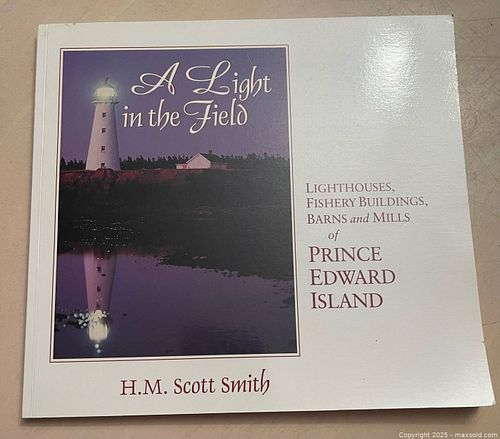 A Light
in the Field
LIGHTHOUSES,
FISHERY BUILDINGS,
BARNS and MILLS
of
PRINCE
EDWARD
ISLAND
H.M. Scott Smith
Copyright 2025 - maxsold.com